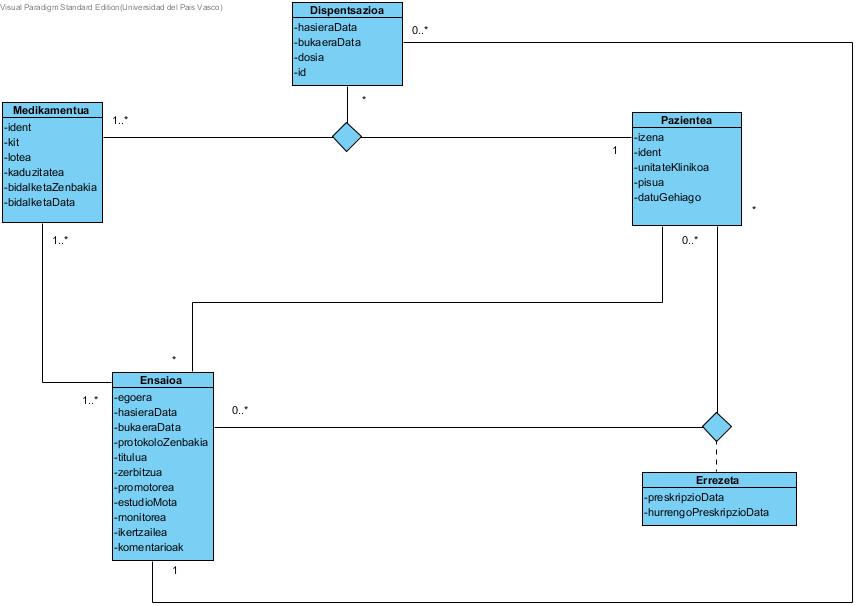 Visual Paradigm Standard Edition(Universidad del Pais Vasco)
Dispentsazioa
-hasieraData
-bukaeraData
-dosia
-id
0..*
*
Medikamentua
-ident
-kit
-lotea
-kaduzitatea
-bidalketaZenbakia
-bidalketaData
1..*
1
Pazientea
-izena
-ident
-unitateKlinikoa
-pisua
-datuGehiago
*
1..*
0..*
*
1..*
Ensaioa
-egoera
-hasieraData
-bukaeraData
-protokoloZenbakia
-titulua
-zerbitzua
-promotorea
-estudioMota
-monitorea
-ikertzailea
-komentarioak
0..*
1
Errezeta
-preskripzioData
-hurrengoPreskripzioData